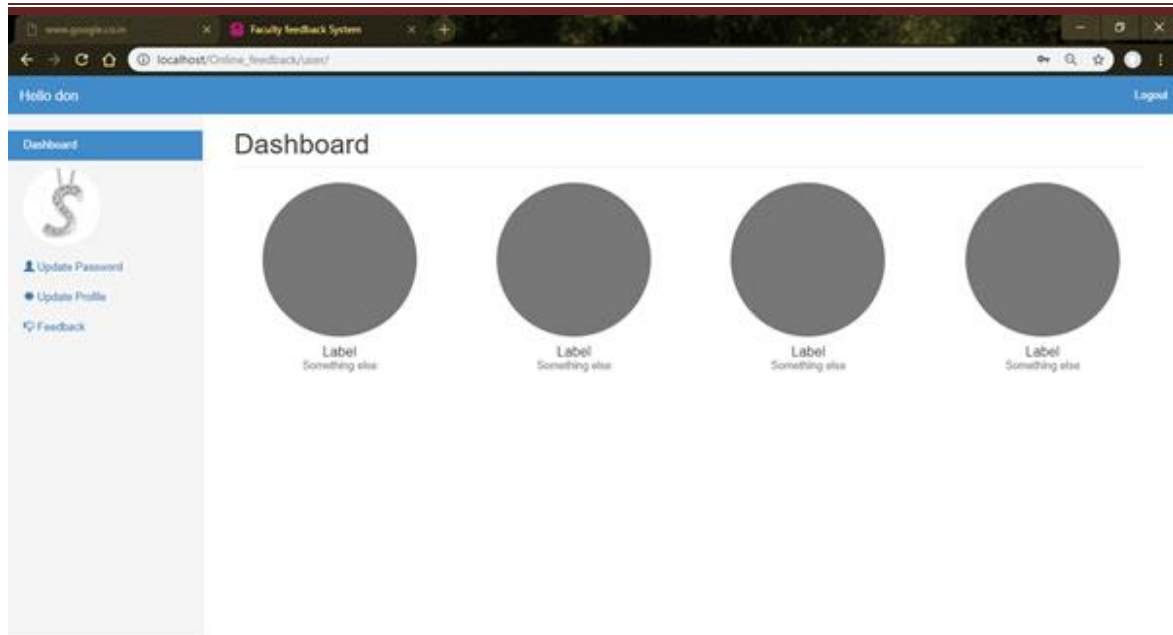 www.google.co.in
Faculty feedback System
localhost/Online_feedback/user/
Hello don
Logout
Dashboard
Dashboard
Update Password
Update Profile
Feedback
Label
Something else
Label
Something else
Label
Something else
Label
Something else